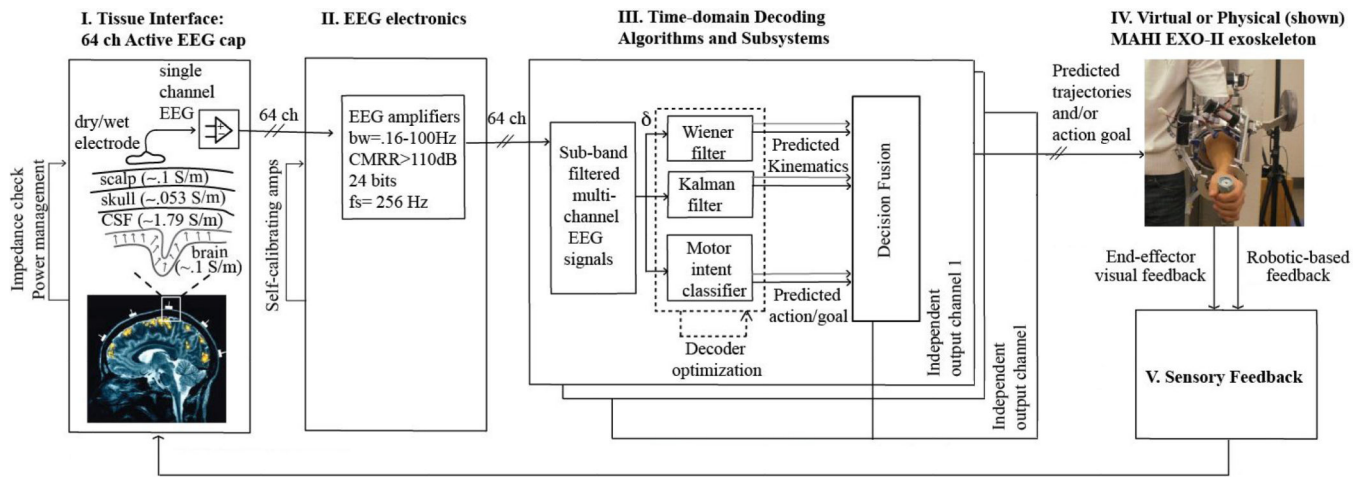 I. Tissue Interface:
64 ch Active EEG cap
II. EEG electronics
III. Time-domain Decoding
Algorithms and Subsystems
IV. Virtual or Physical (shown)
MAHI EXO-II exoskeleton
Impedance check
Power management
single
channel
EEG
dry/wet
electrode
scalp (~.1 S/m)
skull (~.053 S/m)
CSF (~1.79 S/m)
brain
(~.1 S/m)
64 ch
Self-calibrating amps
EEG amplifiers
bw=.16-100Hz
CMRR>110dB
24 bits
fs= 256 Hz
64 ch
Sub-band
filtered
multi-
channel
EEG
signals
δ
Wiener
filter
Kalman
filter
Motor
intent
classifier
Predicted
Kinematics
Predicted
action/goal
Decoder
optimization
Decision Fusion
Independent
output channel 1
Independent
output channel
Predicted
trajectories
and/or
action goal
End-effector
visual feedback
Robotic-based
feedback
V. Sensory Feedback